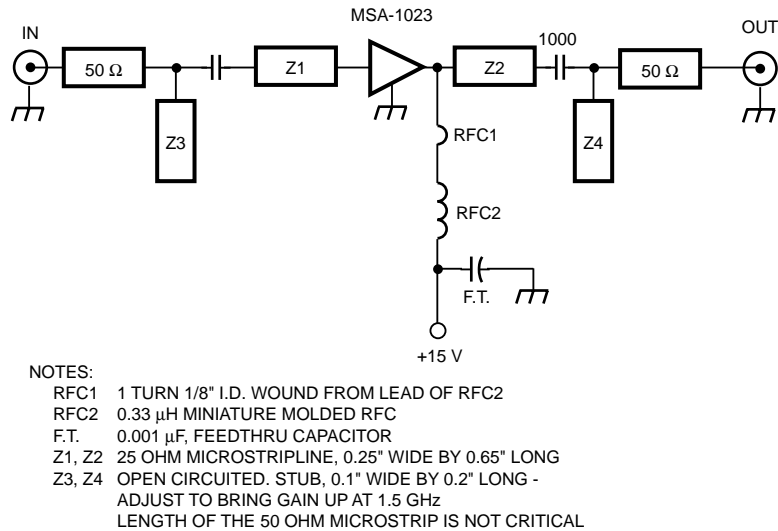 MSA-1023
IN
50 Ω
Z1
Z2
1000
50 Ω
OUT
Z3
Z4
RFC1
RFC2
F.T.
+15 V
NOTES:
RFC1 1 TURN 1/8" I.D. WOUND FROM LEAD OF RFC2
RFC2 0.33 μH MINIATURE MOLDED RFC
F.T. 0.001 μF, FEEDTHRU CAPACITOR
Z1, Z2 25 OHM MICROSTRIPLINE, 0.25" WIDE BY 0.65" LONG
Z3, Z4 OPEN CIRCUITED. STUB, 0.1" WIDE BY 0.2" LONG -
ADJUST TO BRING GAIN UP AT 1.5 GHz
LENGTH OF THE 50 OHM MICROSTRIP IS NOT CRITICAL